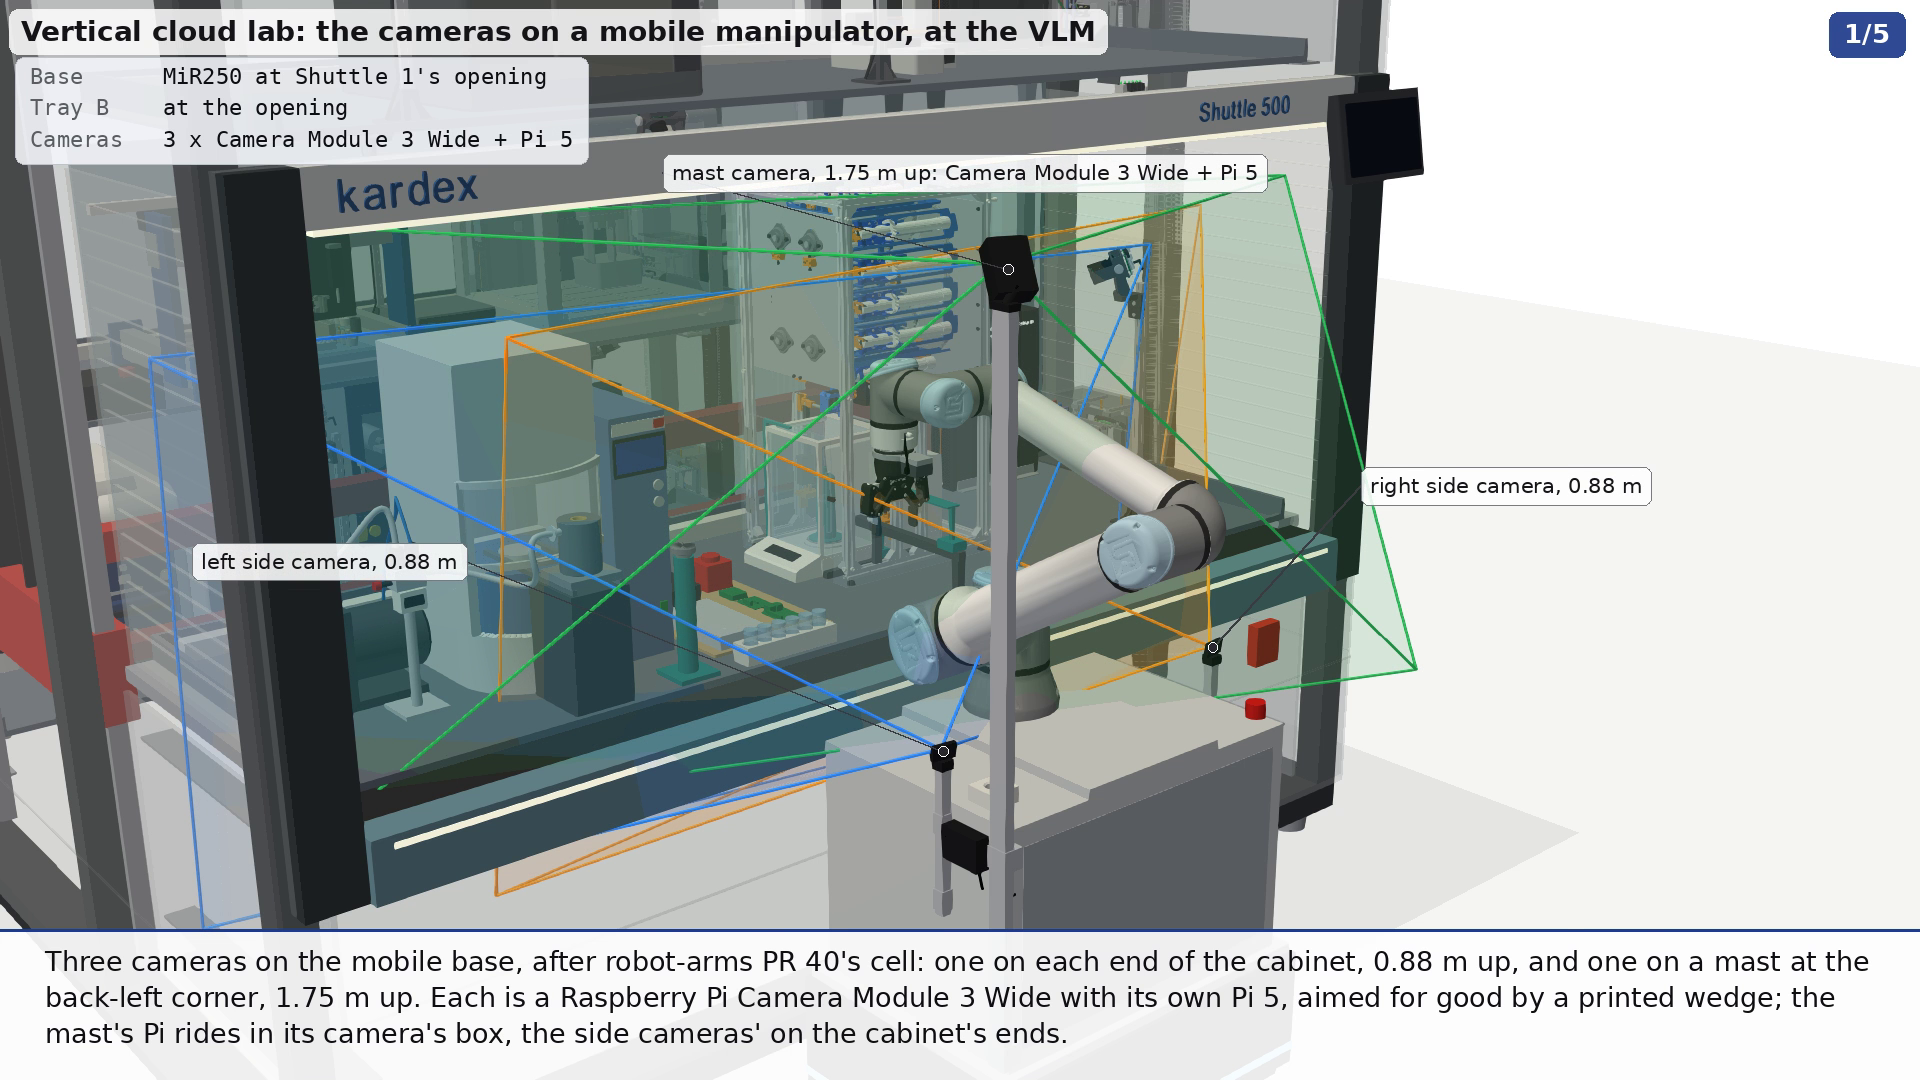 Vertical cloud lab: the cameras on a mobile manipulator, at the VLM
1/5
Base MiR250 at Shuttle 1's opening
Tray B at the opening
Cameras 3 x Camera Module 3 Wide + Pi 5
Shuttle 500
kardex
mast camera, 1.75 m up: Camera Module 3 Wide + Pi 5
right side camera, 0.88 m
left side camera, 0.88 m
Three cameras on the mobile base, after robot-arms PR 40's cell: one on each end of the cabinet, 0.88 m up, and one on a mast at the
back-left corner, 1.75 m up. Each is a Raspberry Pi Camera Module 3 Wide with its own Pi 5, aimed for good by a printed wedge; the
mast's Pi rides in its camera's box, the side cameras' on the cabinet's ends.